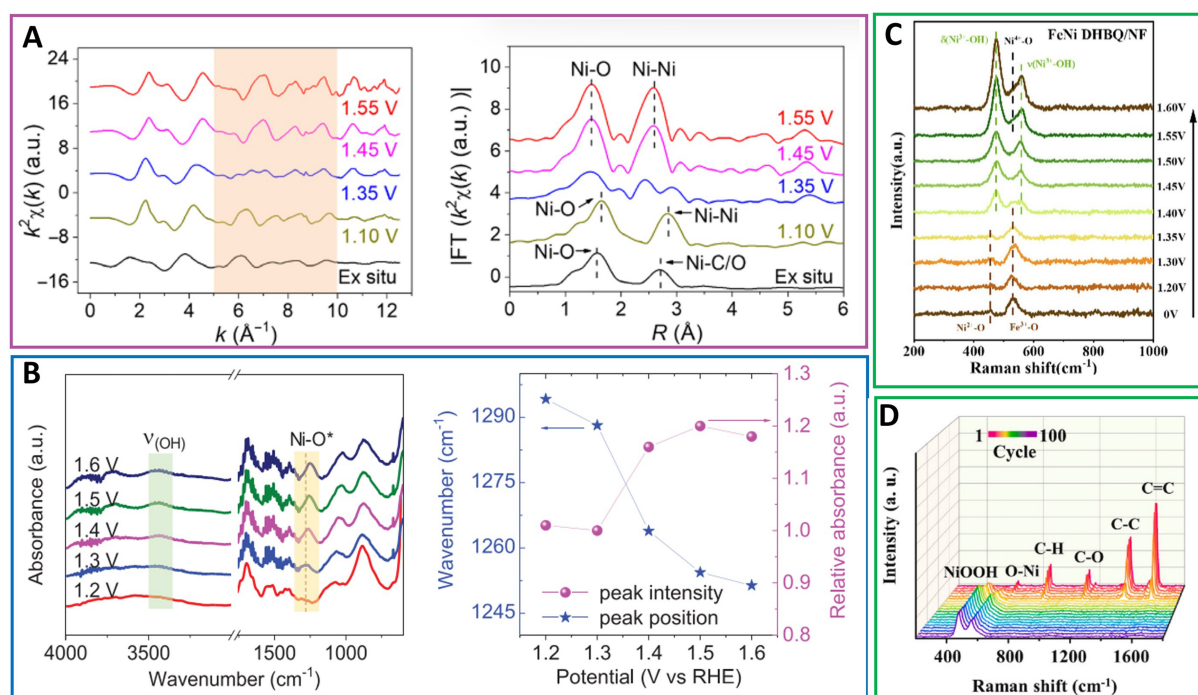 A
24
16
8
0
−8
−16
k²χ(k) (a.u.)
1.55 V
1.45 V
1.35 V
1.10 V
Ex situ
0 2 4 6 8 10 12
k (Å⁻¹)
10
8
6
4
2
0
|FT (k²χ(k) )|
Ni-O Ni-Ni
1.55 V
1.45 V
1.35 V
Ni-O
Ni-Ni
1.10 V
Ni-O
Ni-C/O
Ex situ
0 1 2 3 4 5 6
R (Å)
B
Absorbance (a.u.)
ν(OH)
Ni-O*
1.6 V
1.5 V
1.4 V
1.3 V
1.2 V
4000 3500 1500 1000
Wavenumber (cm⁻¹)
Wavenumber (cm⁻¹)
1290
1275
1260
1245
1.3
1.2
1.1
1.0
0.9
0.8
Relative absorbance (a.u.)
peak intensity
peak position
1.2 1.3 1.4 1.5 1.6
Potential (V vs RHE)
C
δ(Ni³⁺-OH) Ni⁴⁺-O FeNi DHBQ/NF
ν(Ni³⁺-OH)
Intensity(a.u.)
1.60V
1.55V
1.50V
1.45V
1.40V
1.35V
1.30V
1.20V
0V
Ni²⁺-O Fe³⁺-O
200 400 600 800 1000
Raman shift(cm⁻¹)
D
1 100
Cycle
Intensity (a. u.)
C=C
C-C
C-H
C-O
O-Ni
NiOOH
400 800 1200 1600
Raman shift (cm⁻¹)